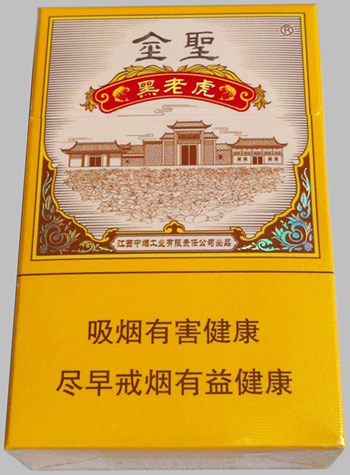 金聖
®
黑老虎
江西中烟工业有限责任公司出品
吸烟有害健康
尽早戒烟有益健康